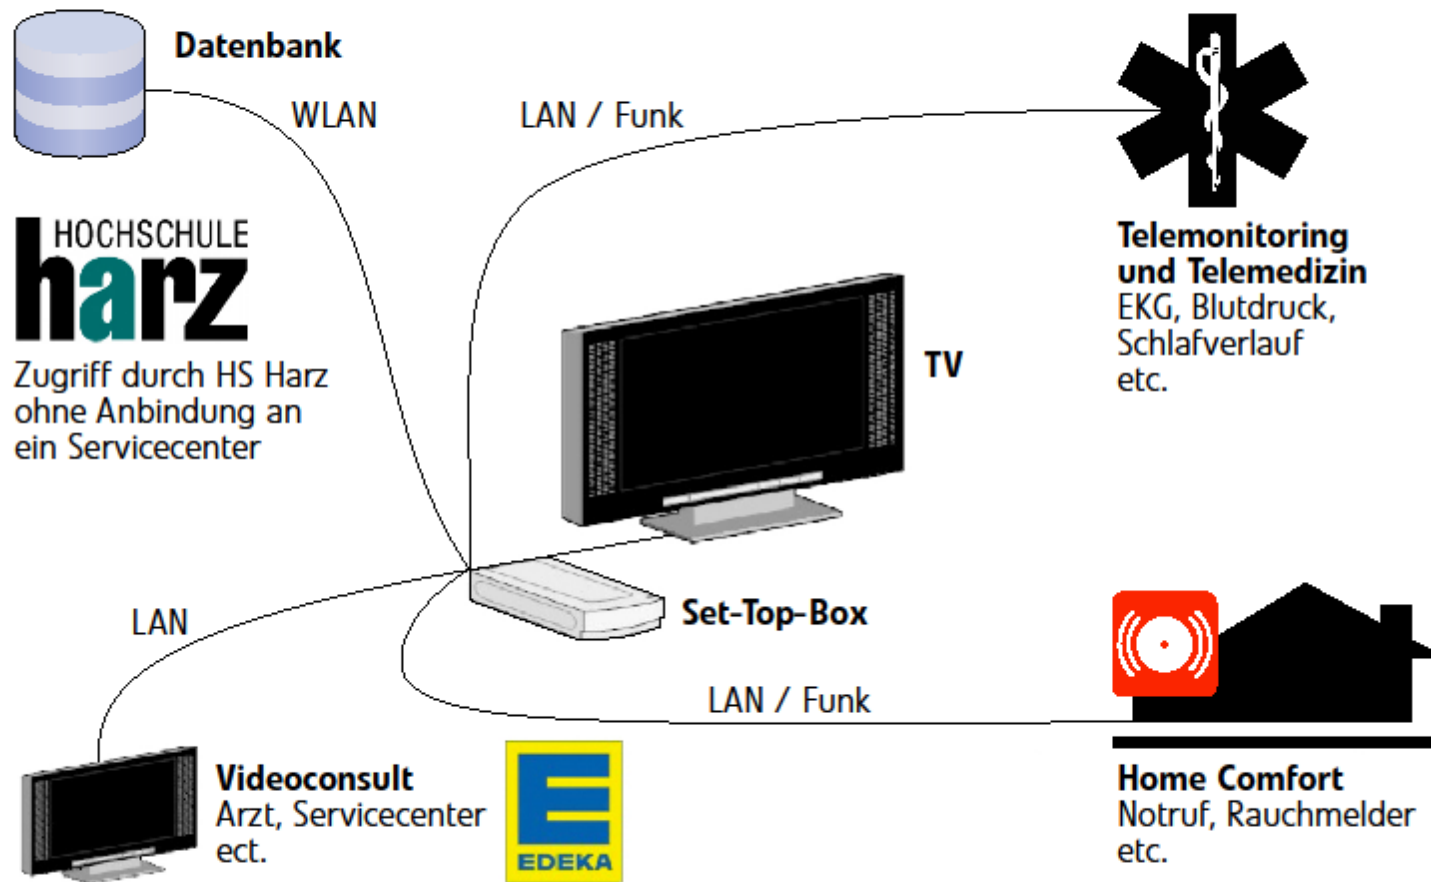 Datenbank
WLAN
LAN / Funk
HOCHSCHULE
harz
Zugriff durch HS Harz
ohne Anbindung an
ein Servicecenter
Telemonitoring
und Telemedizin
EKG, Blutdruck,
Schlafverlauf
etc.
TV
Set-Top-Box
LAN
LAN / Funk
Videoconsult
Arzt, Servicecenter
ect.
EDEKA
Home Comfort
Notruf, Rauchmelder
etc.